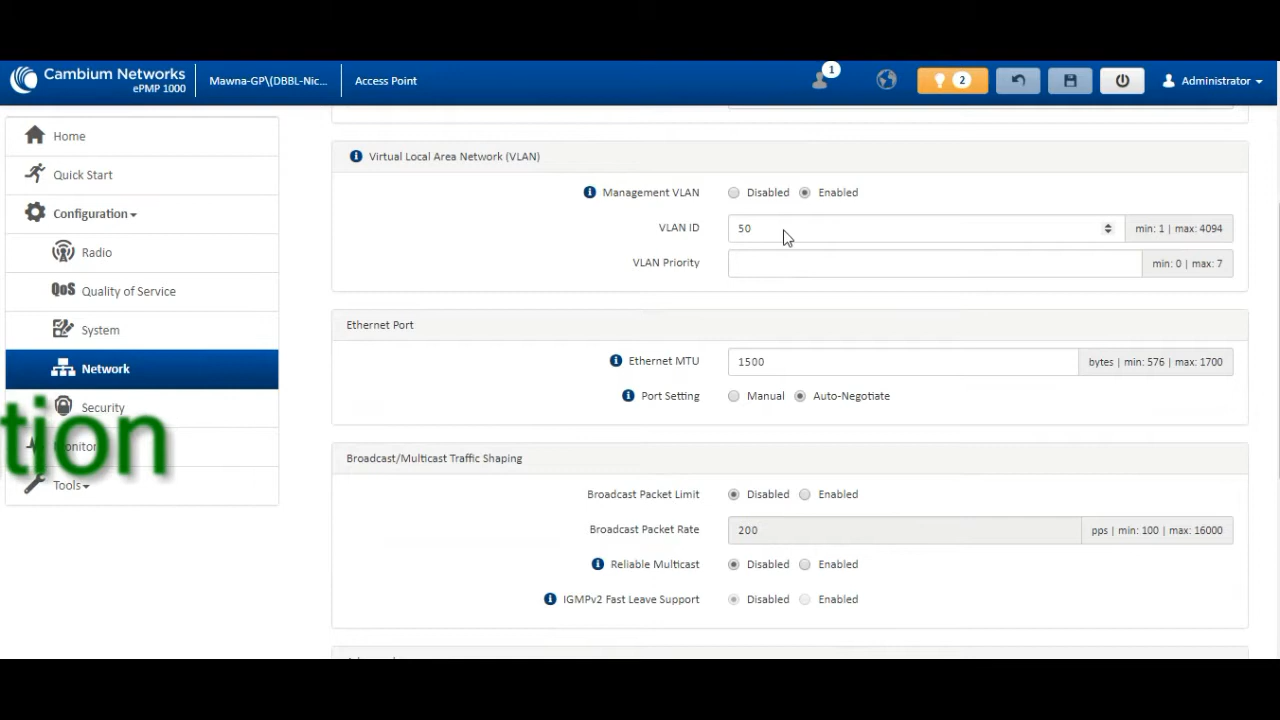 Cambium Networks
ePMP 1000
Mawna-GP\(DBBL-Nic...
Access Point
1
2
Administrator
Home
Quick Start
Configuration
Radio
QoS Quality of Service
System
Network
Security
Monitor
Tools
tion
Virtual Local Area Network (VLAN)
Management VLAN Disabled Enabled
VLAN ID 50 min: 1 | max: 4094
VLAN Priority min: 0 | max: 7
Ethernet Port
Ethernet MTU 1500 bytes | min: 576 | max: 1700
Port Setting Manual Auto-Negotiate
Broadcast/Multicast Traffic Shaping
Broadcast Packet Limit Disabled Enabled
Broadcast Packet Rate 200 pps | min: 100 | max: 16000
Reliable Multicast Disabled Enabled
IGMPv2 Fast Leave Support Disabled Enabled